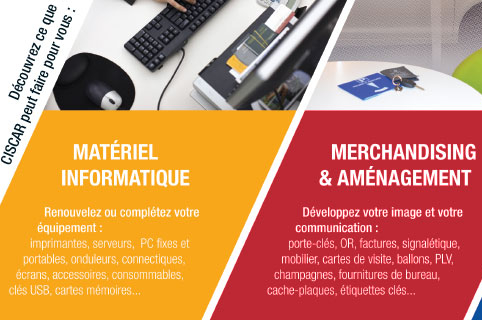 Découvrez ce que
CISCAR peut faire pour vous :
MATÉRIEL
INFORMATIQUE
Renouvelez ou complétez votre
équipement :
imprimantes, serveurs, PC fixes et
portables, onduleurs, connectiques,
écrans, accessoires, consommables,
clés USB, cartes mémoires...
MERCHANDISING
& AMÉNAGEMENT
Développez votre image et votre
communication :
porte-clés, OR, factures, signalétique,
mobilier, cartes de visite, ballons, PLV,
champagnes, fournitures de bureau,
cache-plaques, étiquettes clés...